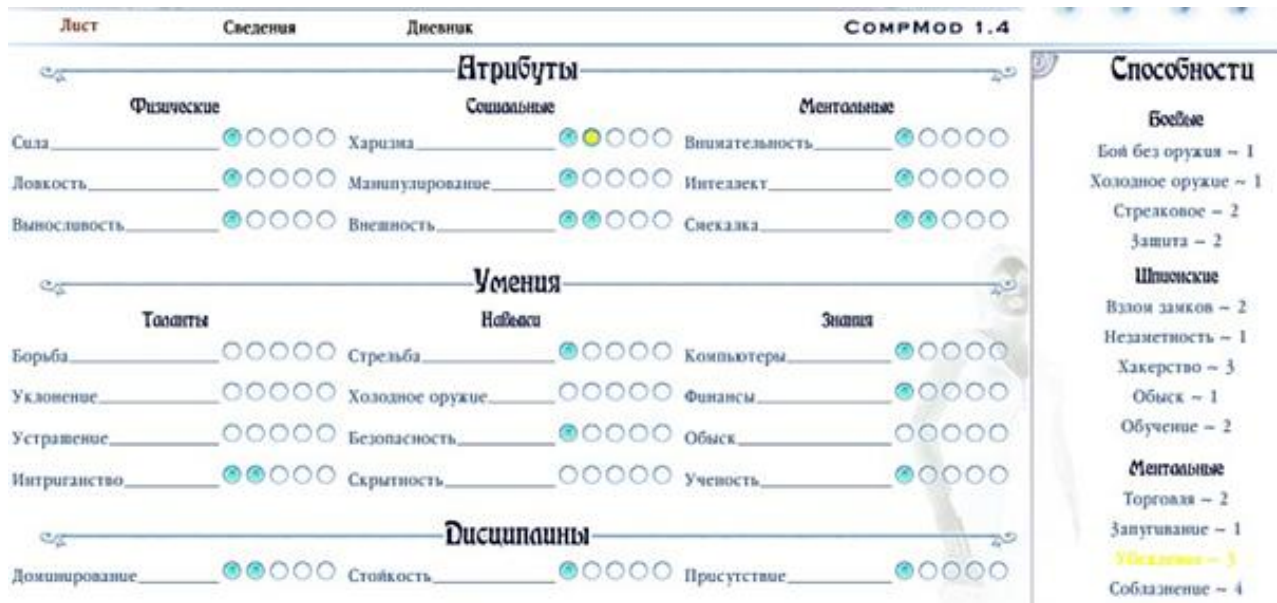 Лист Сведения Дневник CompMod 1.4
Атрибуты
Физические Социальные Ментальные
Сила Харизма Внимательность
Ловкость Манипулирование Интеллект
Выносливость Внешность Смекалка
Умения
Таланты Навыки Знания
Борьба Стрельба Компьютеры
Уклонение Холодное оружие Финансы
Устрашение Безопасность Обыск
Интриганство Скрытность Ученость
Дисциплины
Доминирование Стойкость Присутствие
Способности
Боевые
Бой без оружия ~ 1
Холодное оружие ~ 1
Стрелковое ~ 2
Защита ~ 2
Шпионские
Взлом замков ~ 2
Незаметность ~ 1
Хакерство ~ 3
Обыск ~ 1
Обучение ~ 2
Ментальные
Торговля ~ 2
Запугивание ~ 1
Убеждение ~ 3
Соблазнение ~ 4